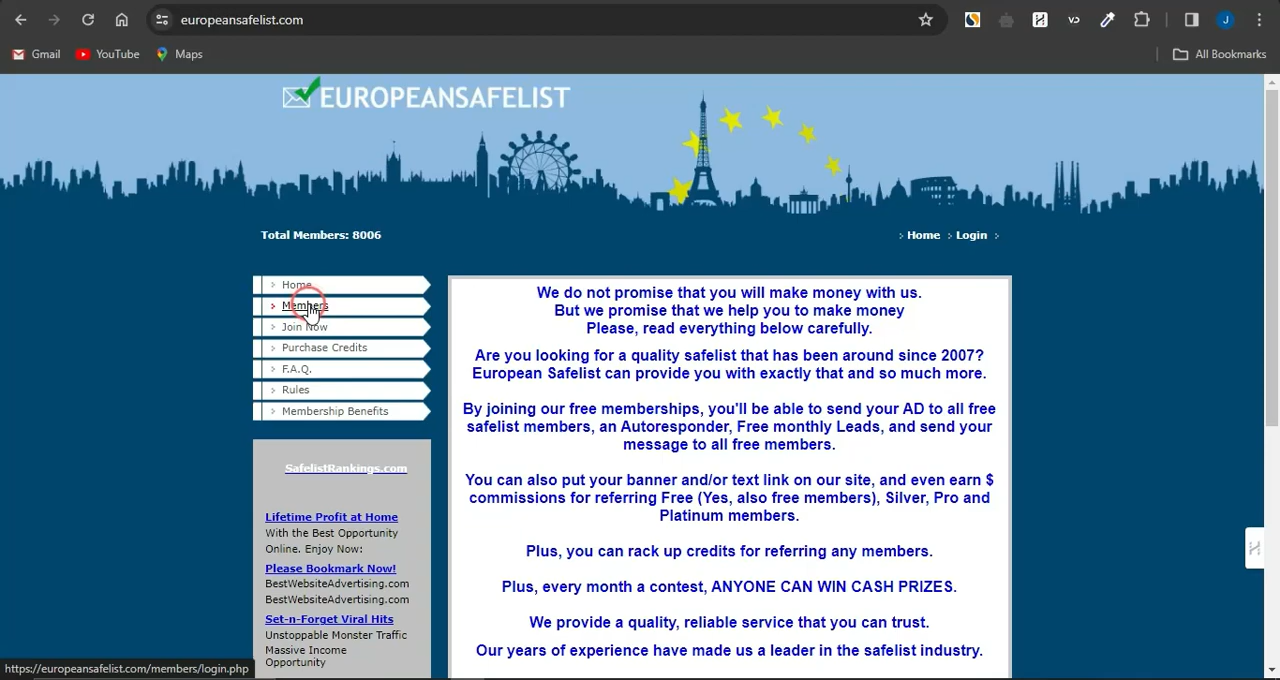 europeansafelist.com
Gmail
YouTube
Maps
All Bookmarks
EUROPEANSAFELIST
Total Members: 8006
Home
Login
Home
Members
Join Now
Purchase Credits
F.A.Q.
Rules
Membership Benefits
SafelistRankings.com
Lifetime Profit at Home
With the Best Opportunity
Online. Enjoy Now:
Please Bookmark Now!
BestWebsiteAdvertising.com
BestWebsiteAdvertising.com
Set-n-Forget Viral Hits
Unstoppable Monster Traffic
Massive Income
Opportunity
We do not promise that you will make money with us.
But we promise that we help you to make money
Please, read everything below carefully.
Are you looking for a quality safelist that has been around since 2007?
European Safelist can provide you with exactly that and so much more.
By joining our free memberships, you'll be able to send your AD to all free
safelist members, an Autoresponder, Free monthly Leads, and send your
message to all free members.
You can also put your banner and/or text link on our site, and even earn $
commissions for referring Free (Yes, also free members), Silver, Pro and
Platinum members.
Plus, you can rack up credits for referring any members.
Plus, every month a contest, ANYONE CAN WIN CASH PRIZES.
We provide a quality, reliable service that you can trust.
Our years of experience have made us a leader in the safelist industry.
https://europeansafelist.com/members/login.php